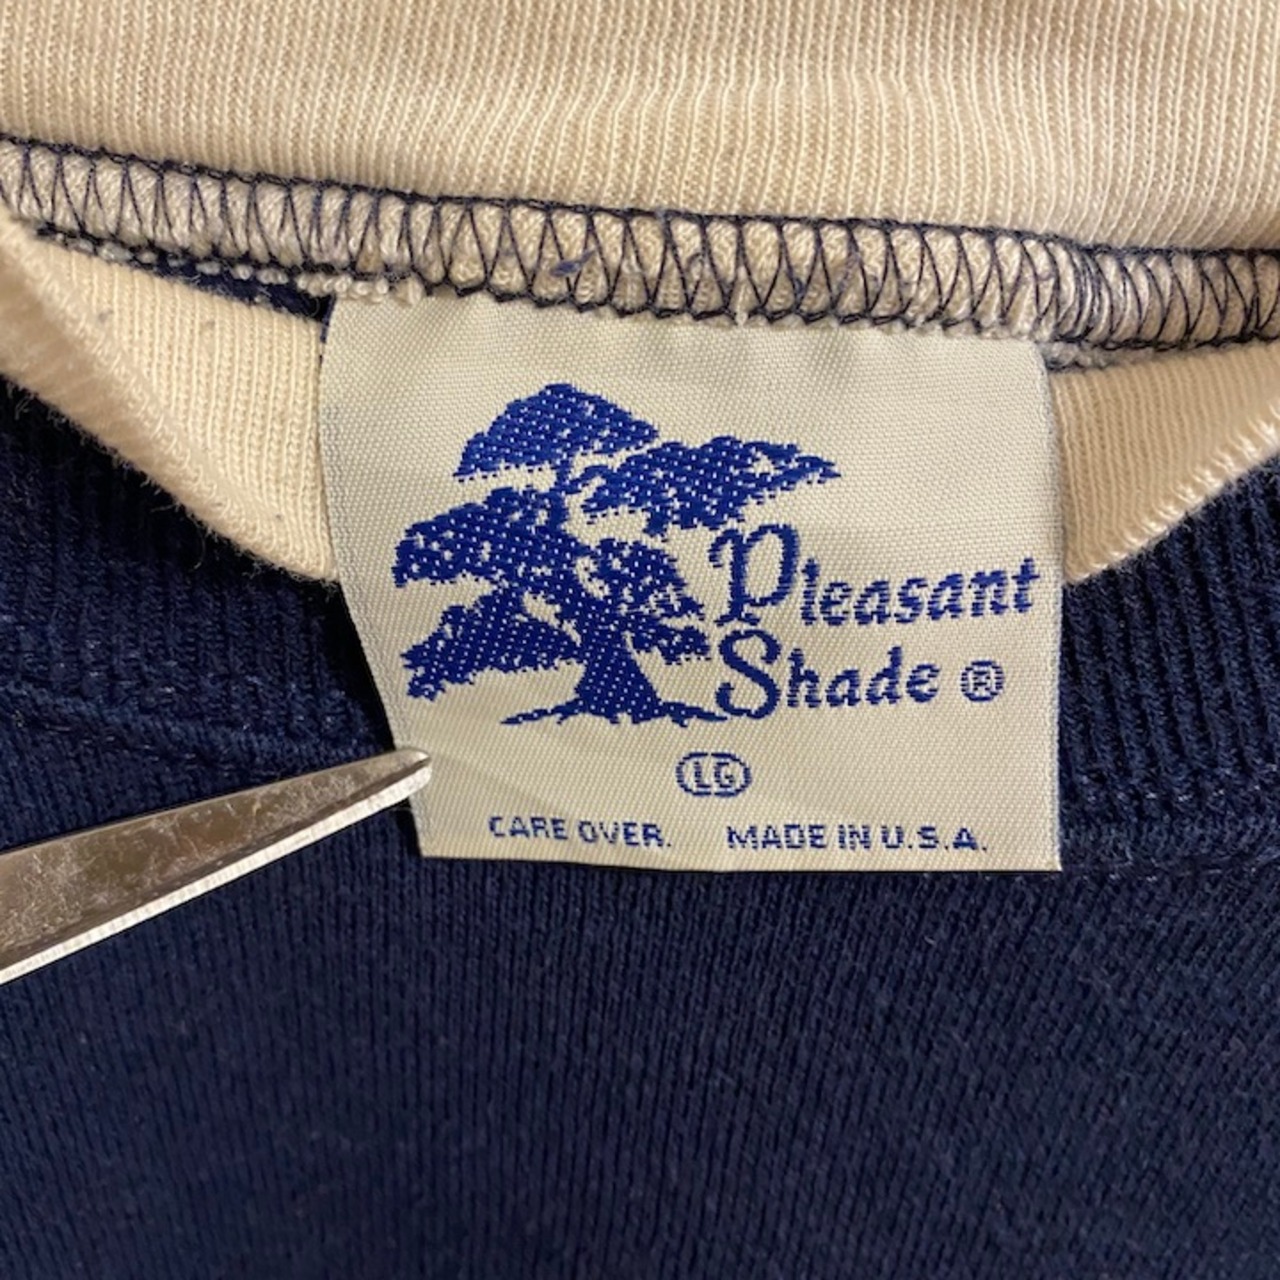 Pleasant
Shade ®
LG
CARE OVER. MADE IN U.S.A.